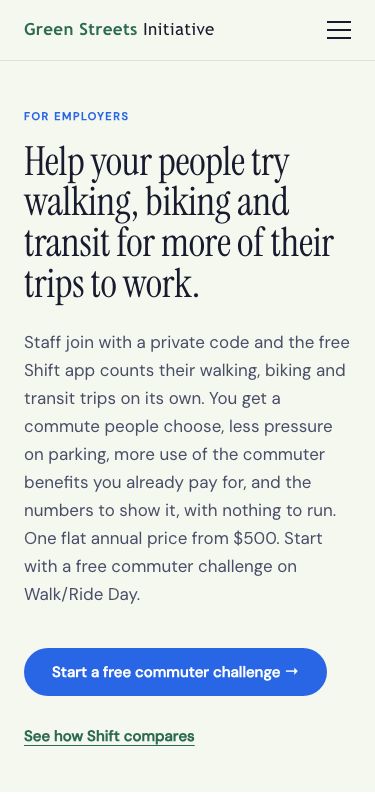 Green Streets Initiative
FOR EMPLOYERS
Help your people try
walking, biking and
transit for more of their
trips to work.
Staff join with a private code and the free
Shift app counts their walking, biking and
transit trips on its own. You get a
commute people choose, less pressure
on parking, more use of the commuter
benefits you already pay for, and the
numbers to show it, with nothing to run.
One flat annual price from $500. Start
with a free commuter challenge on
Walk/Ride Day.
Start a free commuter challenge →
See how Shift compares